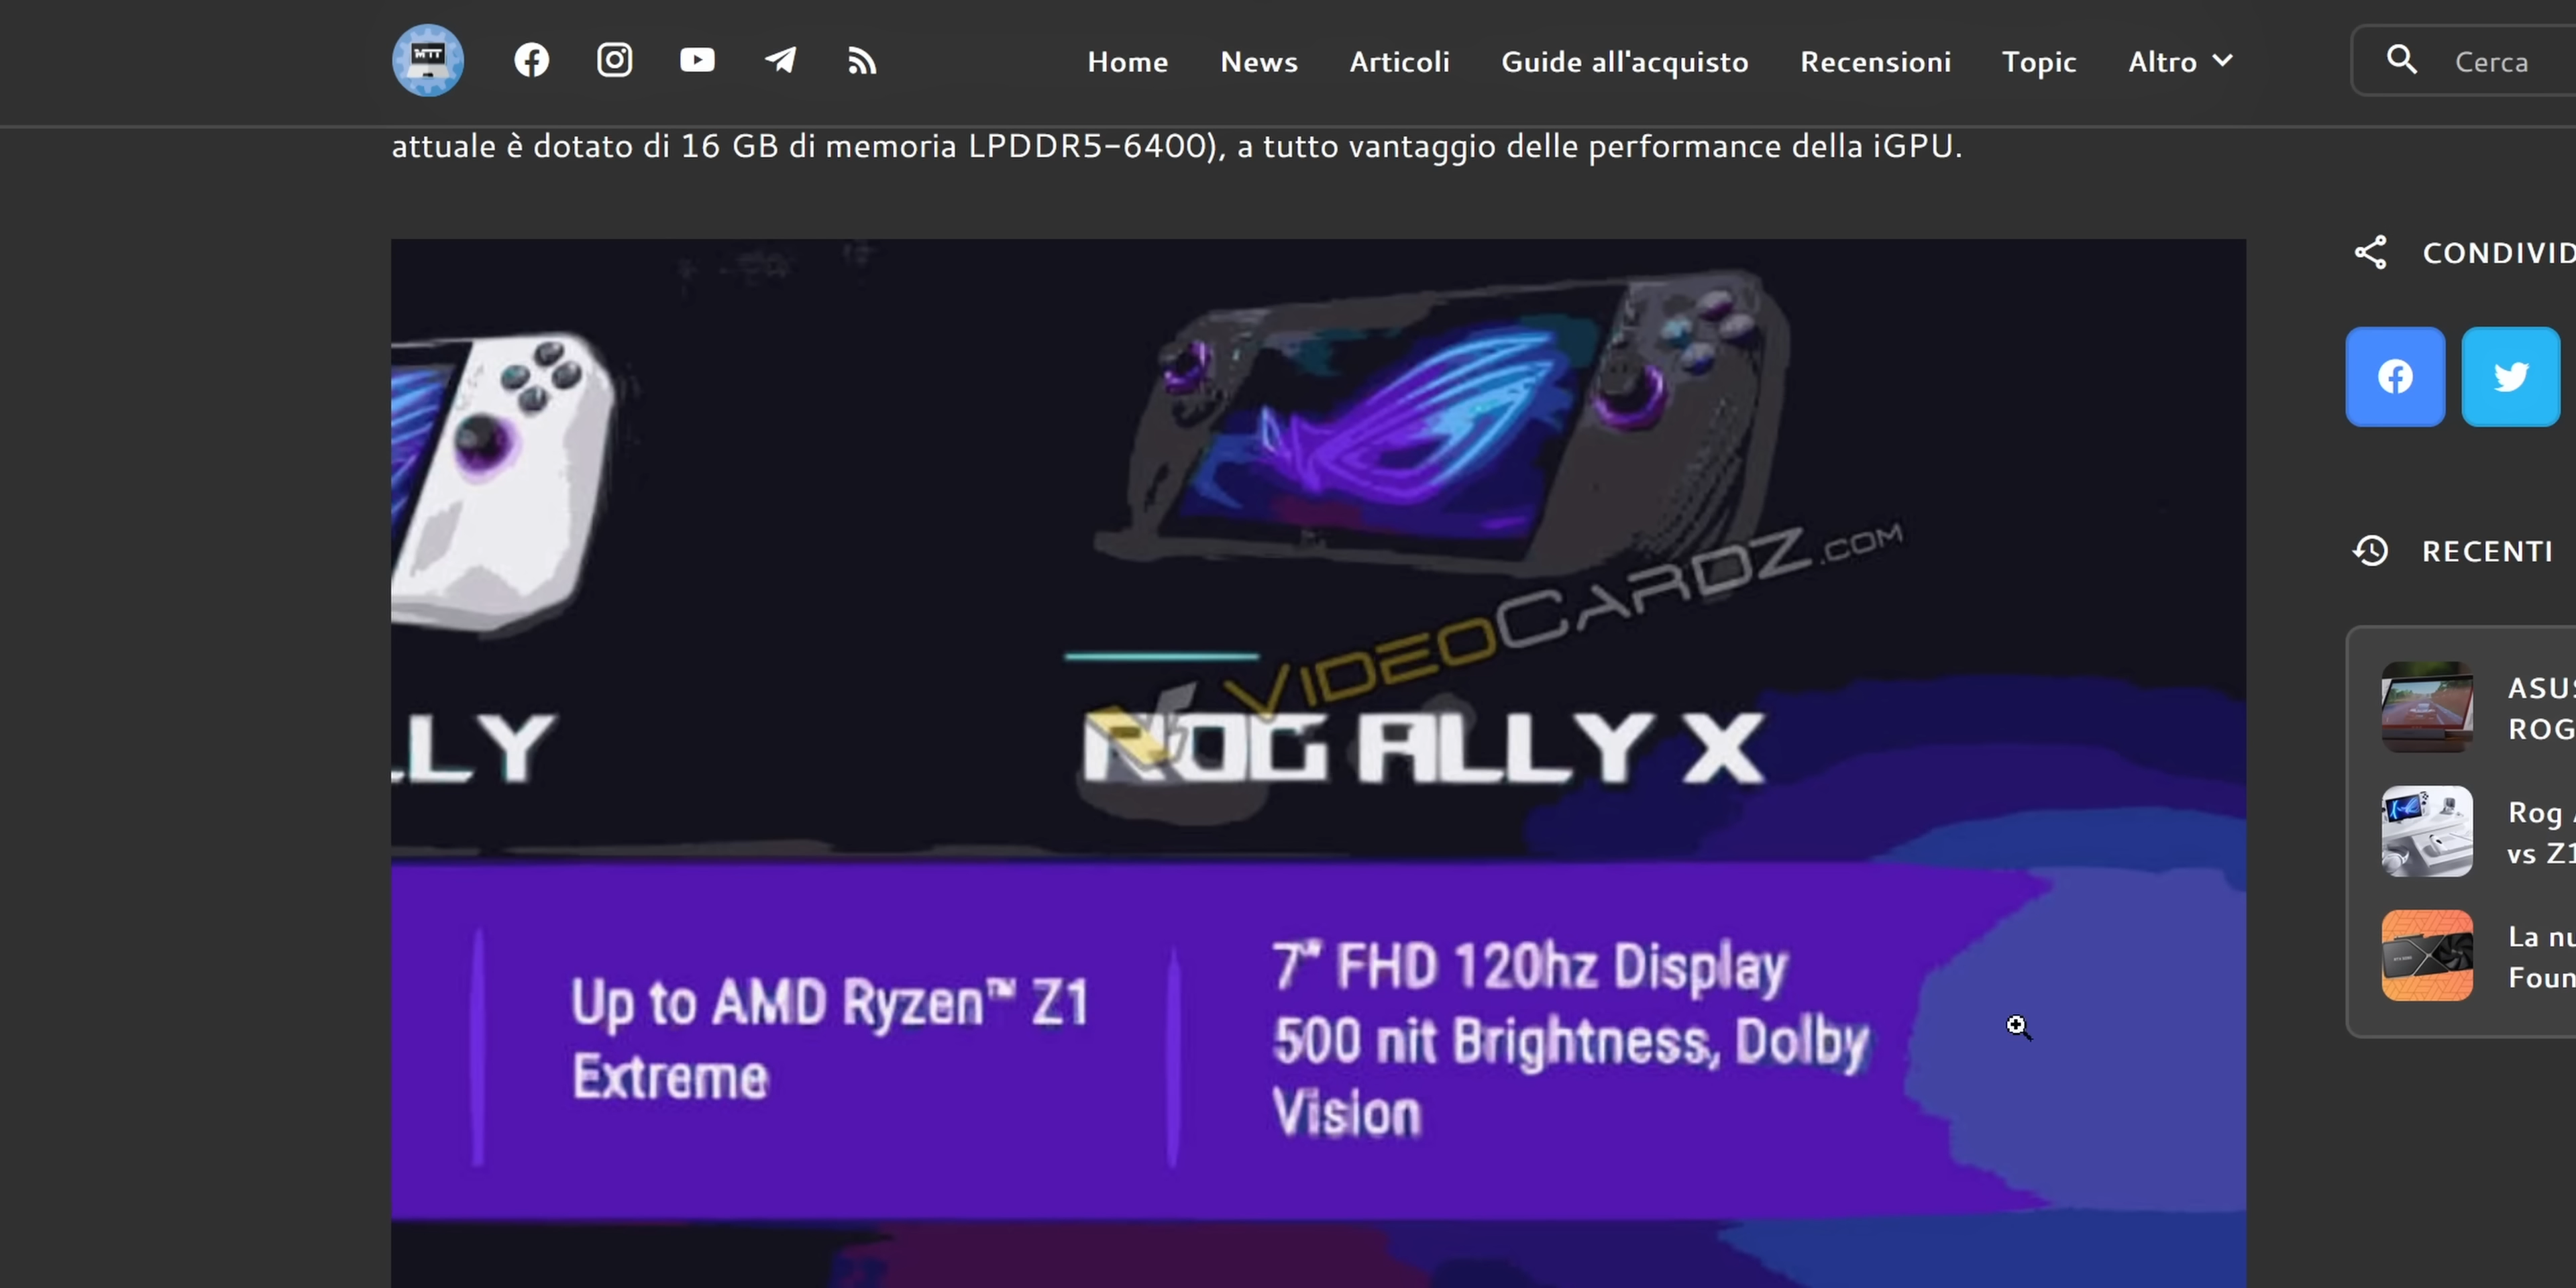 MTT
Home News Articoli Guide all'acquisto Recensioni Topic Altro
Cerca
attuale è dotato di 16 GB di memoria LPDDR5-6400), a tutto vantaggio delle performance della iGPU.
CONDIVID
VIDEOCARDZ.COM
LLY
ROG ALLY X
Up to AMD Ryzen™ Z1
Extreme
7" FHD 120hz Display
500 nit Brightness, Dolby
Vision
RECENTI
ASUS
ROG
Rog A
vs Z1
La nu
Foun